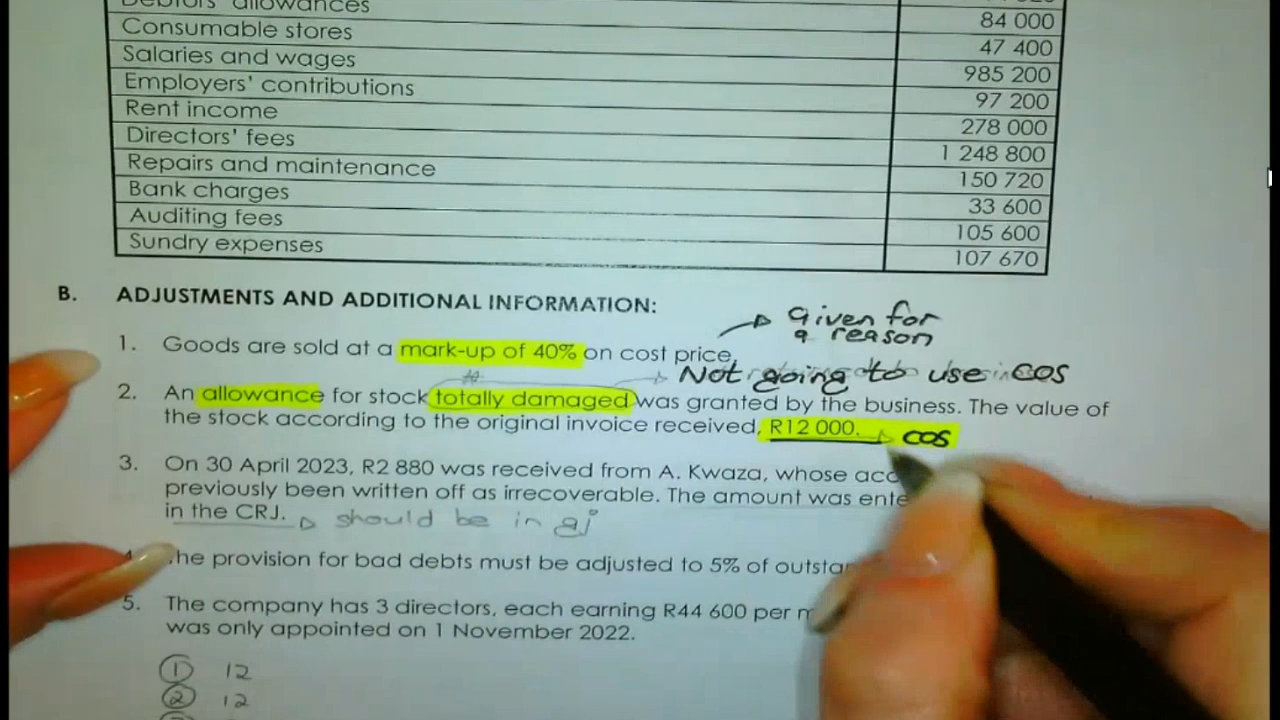 Debtors' allowances
84 000
Consumable stores 47 400
Salaries and wages 985 200
Employers' contributions 97 200
Rent income 278 000
Directors' fees 1 248 800
Repairs and maintenance 150 720
Bank charges 33 600
Auditing fees 105 600
Sundry expenses 107 670
B. ADJUSTMENTS AND ADDITIONAL INFORMATION:
Given for
a reason
1. Goods are sold at a mark-up of 40% on cost price.
Not going to use COS
2. An allowance for stock totally damaged was granted by the business. The value of
the stock according to the original invoice received, R12 000. COS
3. On 30 April 2023, R2 880 was received from A. Kwaza, whose
previously been written off as irrecoverable. The amount was
in the CRJ. should be in gj
he provision for bad debts must be adjusted to 5% of
5. The company has 3 directors, each earning R44 600 per
was only appointed on 1 November 2022.
① 12
② 12